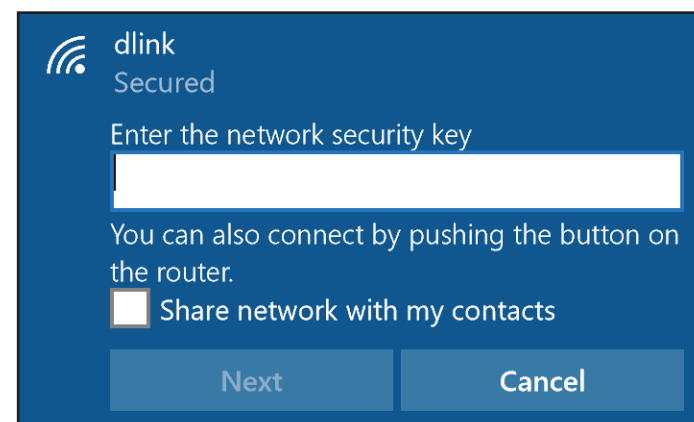 dlink
Secured
Enter the network security key
You can also connect by pushing the button on
the router.
Share network with my contacts
Next
Cancel